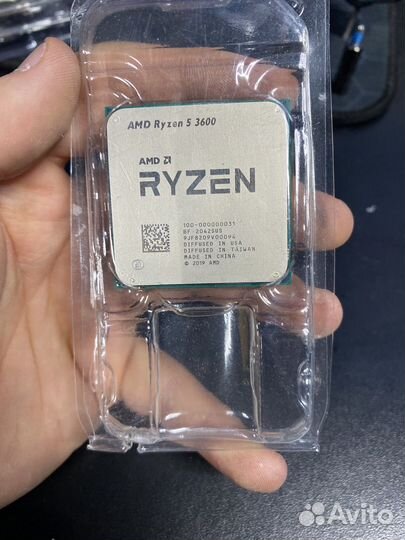 AMD Ryzen 5 3600
AMD
RYZEN
100-000000031
BF 2042SUS
9JF8209V00094
DIFFUSED IN USA
DIFFUSED IN TAIWAN
MADE IN CHINA
© 2019 AMD
Avito